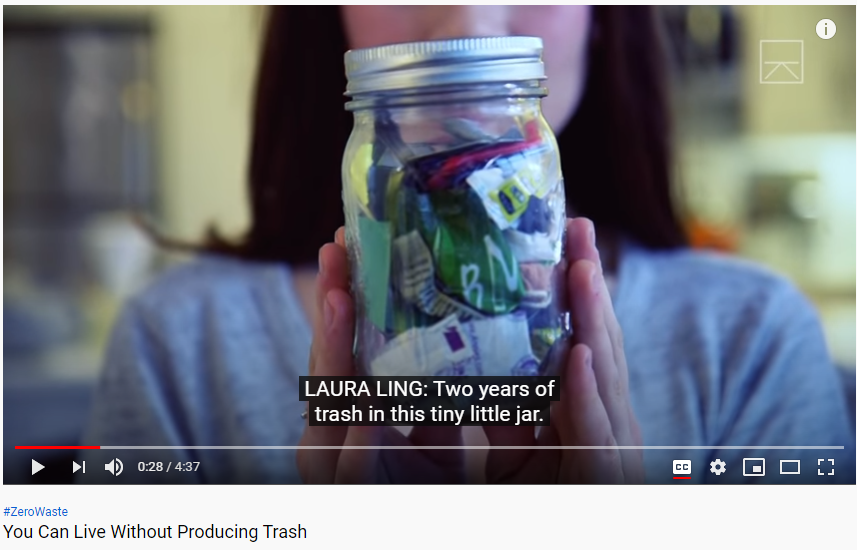 LAURA LING: Two years of
trash in this tiny little jar.
0:28 / 4:37
CC
#ZeroWaste
You Can Live Without Producing Trash